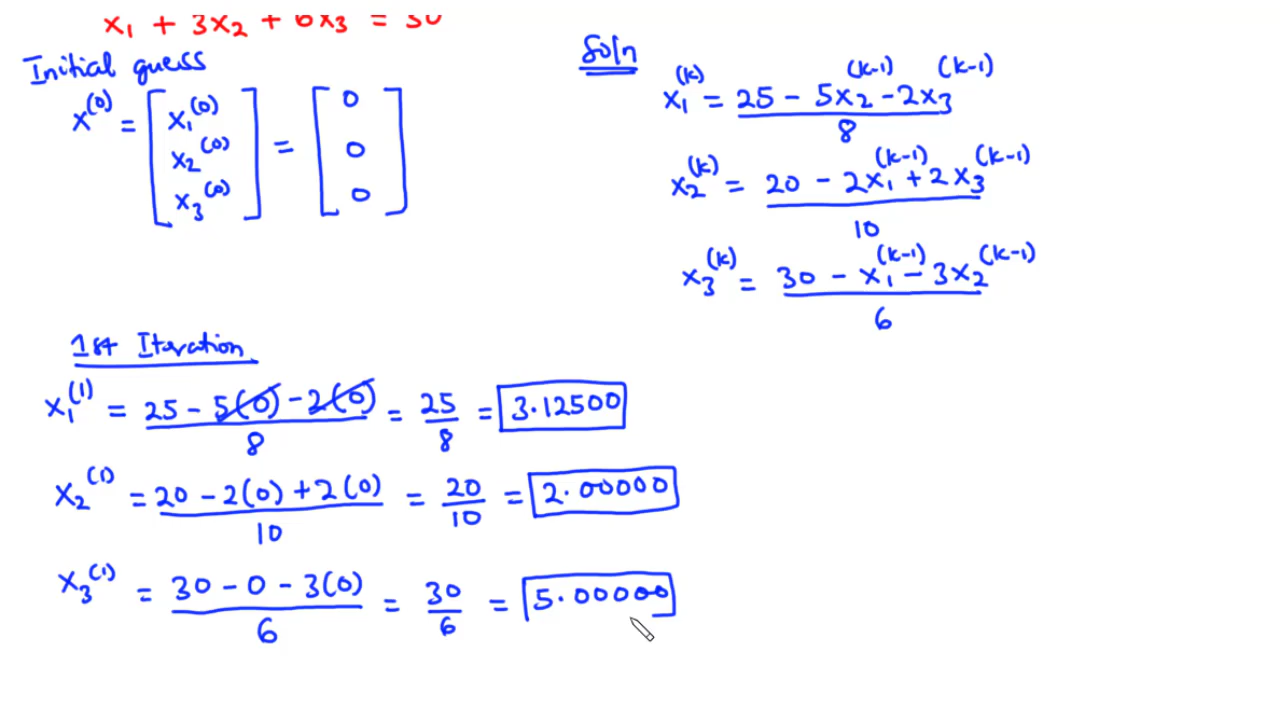 x₁ + 3x₂ + 6x₃ = 30
Initial guess
x⁽⁰⁾ = [x₁⁽⁰⁾ x₂⁽⁰⁾ x₃⁽⁰⁾] = [0 0 0]
Soln
x₁⁽ᵏ⁾ = (25 - 5x₂⁽ᵏ⁻¹⁾ - 2x₃⁽ᵏ⁻¹⁾) / 8
x₂⁽ᵏ⁾ = (20 - 2x₁⁽ᵏ⁻¹⁾ + 2x₃⁽ᵏ⁻¹⁾) / 10
x₃⁽ᵏ⁾ = (30 - x₁⁽ᵏ⁻¹⁾ - 3x₂⁽ᵏ⁻¹⁾) / 6
1st Iteration
x₁⁽¹⁾ = (25 - 5(0) - 2(0)) / 8 = 25/8 = 3.12500
x₂⁽¹⁾ = (20 - 2(0) + 2(0)) / 10 = 20/10 = 2.00000
x₃⁽¹⁾ = (30 - 0 - 3(0)) / 6 = 30/6 = 5.00000